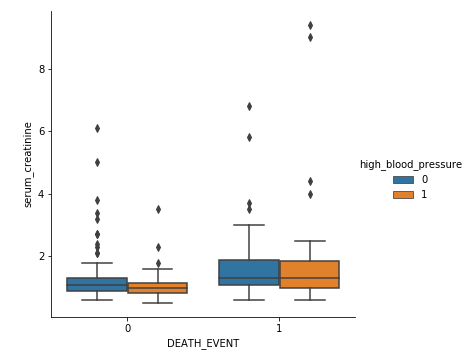 8
6
4
2
serum_creatinine
0
1
DEATH_EVENT
high_blood_pressure
0
1